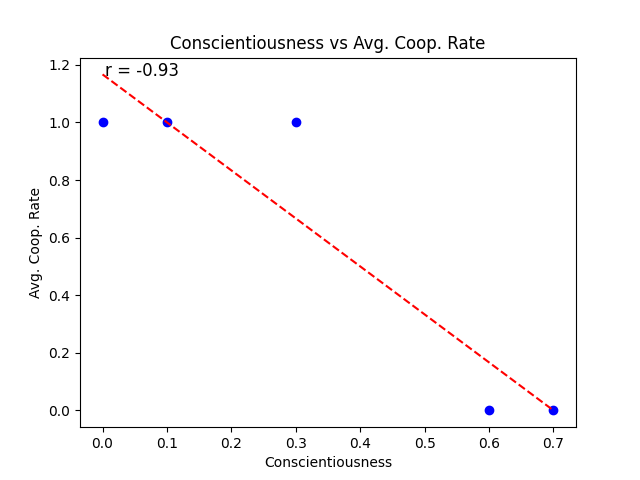 Conscientiousness vs Avg. Coop. Rate
r = -0.93
Avg. Coop. Rate
1.2
1.0
0.8
0.6
0.4
0.2
0.0
0.0 0.1 0.2 0.3 0.4 0.5 0.6 0.7
Conscientiousness